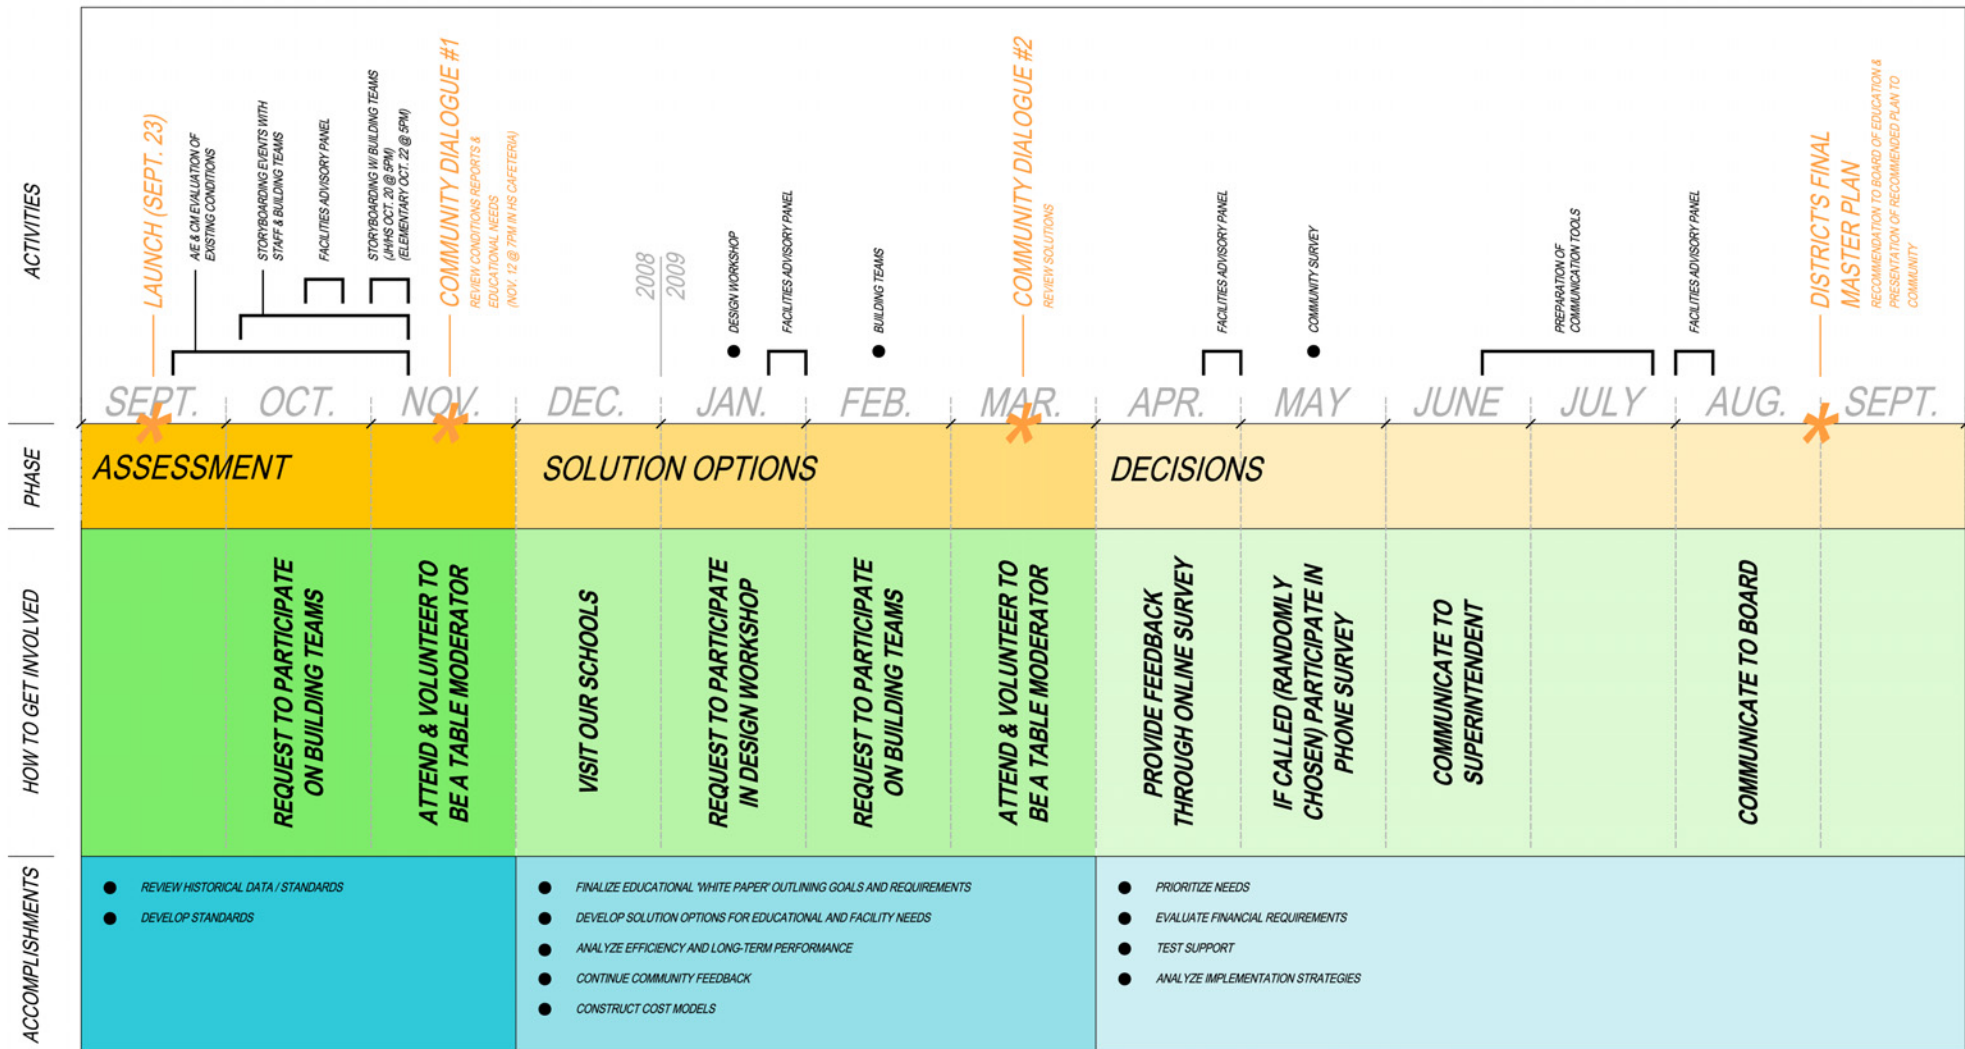 ACTIVITIES
LAUNCH (SEPT. 23)
A/E & CM EVALUATION OF
EXISTING CONDITIONS
STORYBOARDING EVENTS WITH
STAFF & BUILDING TEAMS
FACILITIES ADVISORY PANEL
STORYBOARDING W/ BUILDING TEAMS
(JH/HS OCT. 20 @ 5PM)
(ELEMENTARY OCT. 22 @ 5PM)
COMMUNITY DIALOGUE #1
REVIEW CONDITIONS REPORTS &
EDUCATIONAL NEEDS
(NOV. 12 @ 7PM IN HS CAFETERIA)
2008
2009
DESIGN WORKSHOP
FACILITIES ADVISORY PANEL
BUILDING TEAMS
COMMUNITY DIALOGUE #2
REVIEW SOLUTIONS
FACILITIES ADVISORY PANEL
COMMUNITY SURVEY
PREPARATION OF
COMMUNICATION TOOLS
FACILITIES ADVISORY PANEL
DISTRICT'S FINAL
MASTER PLAN
RECOMMENDATION TO BOARD OF EDUCATION &
PRESENTATION OF RECOMMENDED PLAN TO
COMMUNITY
SEPT.
OCT.
NOV.
DEC.
JAN.
FEB.
MAR.
APR.
MAY
JUNE
JULY
AUG.
SEPT.
PHASE
ASSESSMENT
SOLUTION OPTIONS
DECISIONS
HOW TO GET INVOLVED
REQUEST TO PARTICIPATE
ON BUILDING TEAMS
ATTEND & VOLUNTEER TO
BE A TABLE MODERATOR
VISIT OUR SCHOOLS
REQUEST TO PARTICIPATE
IN DESIGN WORKSHOP
REQUEST TO PARTICIPATE
ON BUILDING TEAMS
ATTEND & VOLUNTEER TO
BE A TABLE MODERATOR
PROVIDE FEEDBACK
THROUGH ONLINE SURVEY
IF CALLED (RANDOMLY
CHOSEN) PARTICIPATE IN
PHONE SURVEY
COMMUNICATE TO
SUPERINTENDENT
COMMUNICATE TO BOARD
ACCOMPLISHMENTS
REVIEW HISTORICAL DATA / STANDARDS
DEVELOP STANDARDS
FINALIZE EDUCATIONAL 'WHITE PAPER' OUTLINING GOALS AND REQUIREMENTS
DEVELOP SOLUTION OPTIONS FOR EDUCATIONAL AND FACILITY NEEDS
ANALYZE EFFICIENCY AND LONG-TERM PERFORMANCE
CONTINUE COMMUNITY FEEDBACK
CONSTRUCT COST MODELS
PRIORITIZE NEEDS
EVALUATE FINANCIAL REQUIREMENTS
TEST SUPPORT
ANALYZE IMPLEMENTATION STRATEGIES